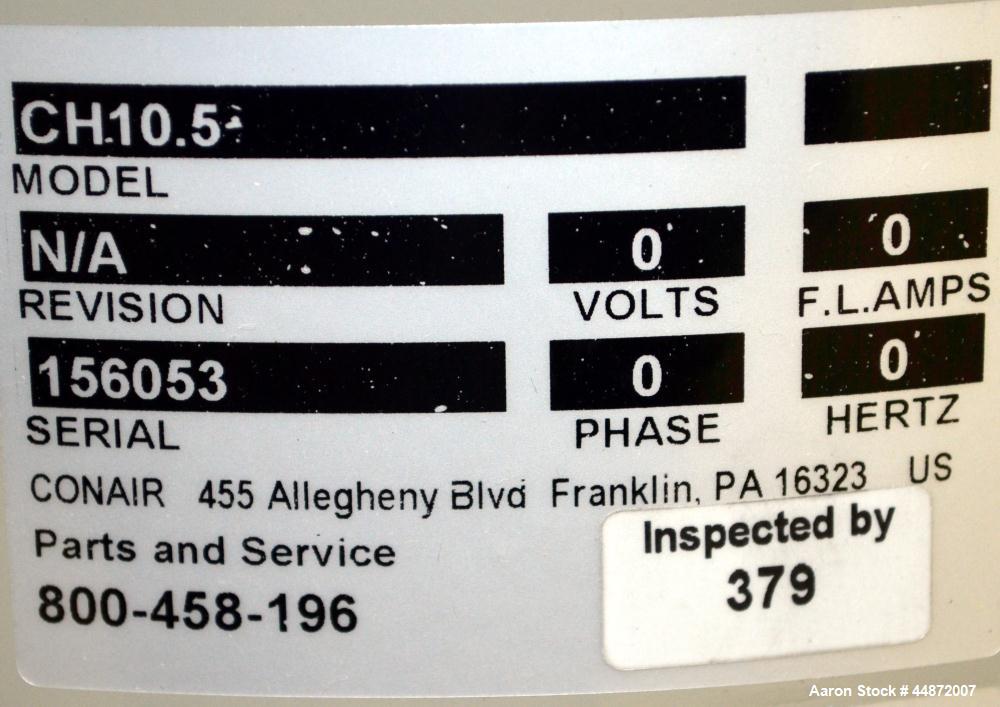 CH10.5
MODEL
N/A 0 0
REVISION VOLTS F.L.AMPS
156053 0 0
SERIAL PHASE HERTZ
CONAIR 455 Allegheny Blvd Franklin, PA 16323 US
Parts and Service
800-458-196
Inspected by
379
Aaron Stock # 44872007